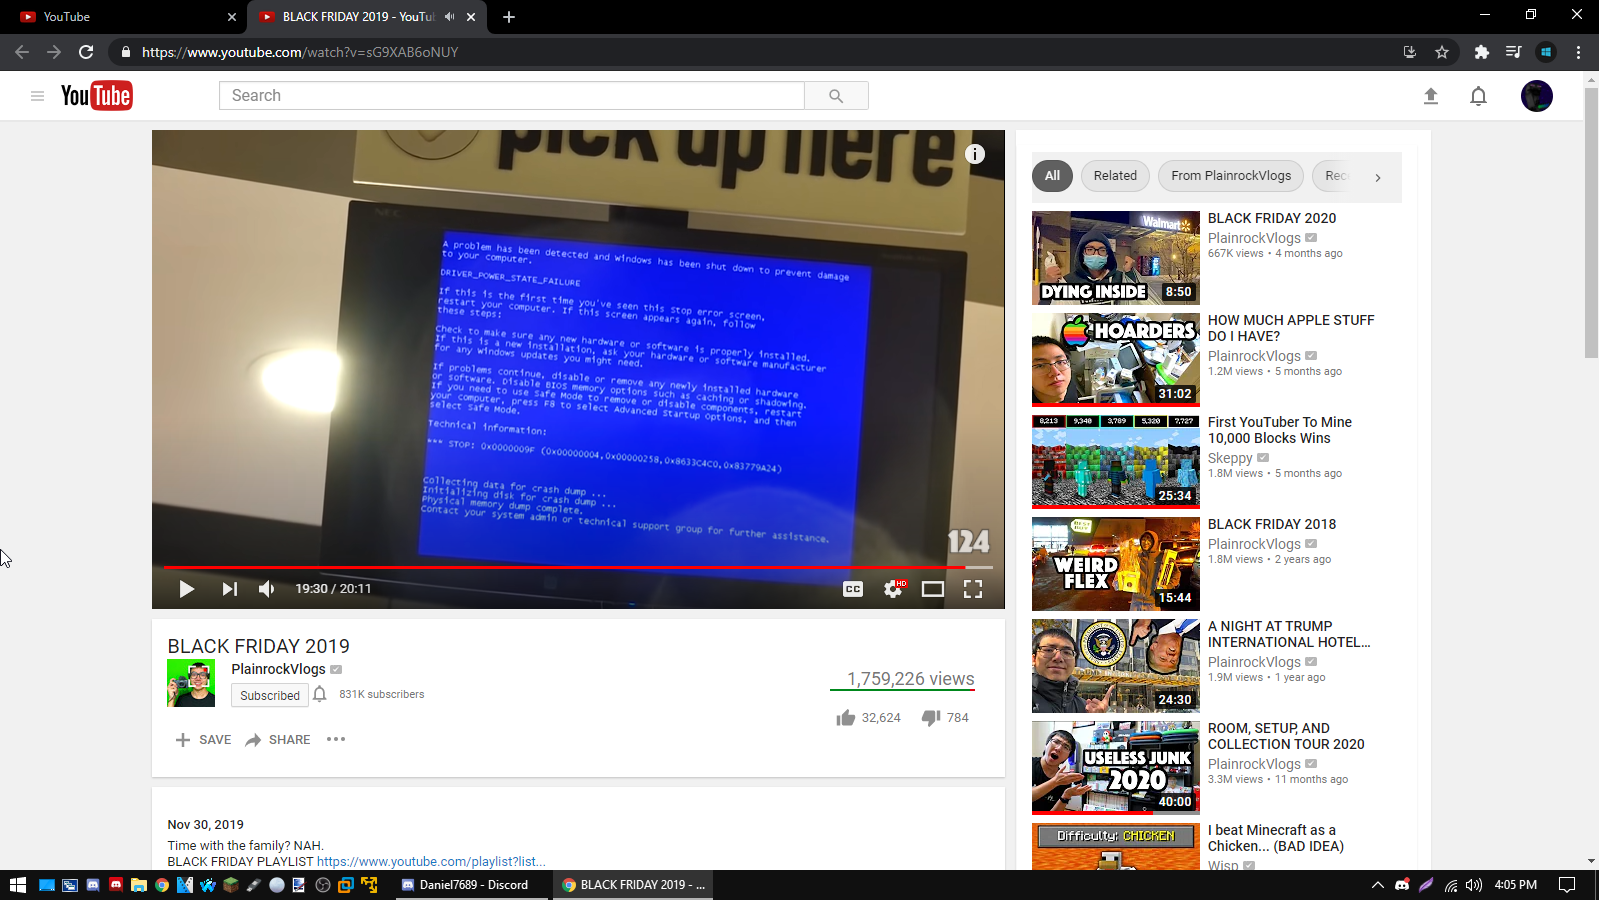 YouTube
BLACK FRIDAY 2019 - YouTu
https://www.youtube.com/watch?v=sG9XAB6oNUY
YouTube
Search
pick up here
NEC
A problem has been detected and windows has been shut down to prevent damage
to your computer.
DRIVER_POWER_STATE_FAILURE
If this is the first time you've seen this stop error screen,
restart your computer. If this screen appears again, follow
these steps:
Check to make sure any new hardware or software is properly installed.
If this is a new installation, ask your hardware or software manufacturer
for any windows updates you might need.
If problems continue, disable or remove any newly installed hardware
or software. Disable BIOS memory options such as caching or shadowing.
If you need to use Safe Mode to remove or disable components, restart
your computer, press F8 to select Advanced Startup Options, and then
select Safe Mode.
Technical information:
*** STOP: 0x0000009F (0x00000004,0x00000258,0x8633C4C0,0x83779A24)
Collecting data for crash dump ...
Initializing disk for crash dump ...
Physical memory dump complete.
Contact your system admin or technical support group for further assistance.
124
19:30 / 20:11
CC
HD
BLACK FRIDAY 2019
PlainrockVlogs
Subscribed
831K subscribers
1,759,226 views
32,624
784
SAVE
SHARE
Nov 30, 2019
Time with the family? NAH.
BLACK FRIDAY PLAYLIST https://www.youtube.com/playlist?list...
All
Related
From PlainrockVlogs
Rec
Walmart
DYING INSIDE
8:50
BLACK FRIDAY 2020
PlainrockVlogs
667K views • 4 months ago
HOARDERS
31:02
HOW MUCH APPLE STUFF
DO I HAVE?
PlainrockVlogs
1.2M views • 5 months ago
8,213
9,340
3,789
5,320
7,727
25:34
First YouTuber To Mine
10,000 Blocks Wins
Skeppy
1.8M views • 5 months ago
WEIRD
FLEX
15:44
BLACK FRIDAY 2018
PlainrockVlogs
1.8M views • 2 years ago
24:30
A NIGHT AT TRUMP
INTERNATIONAL HOTEL...
PlainrockVlogs
1.9M views • 1 year ago
USELESS JUNK
2020
40:00
ROOM, SETUP, AND
COLLECTION TOUR 2020
PlainrockVlogs
3.3M views • 11 months ago
Difficulty: CHICKEN
I beat Minecraft as a
Chicken... (BAD IDEA)
Wisp
Daniel7689 - Discord
BLACK FRIDAY 2019 - ...
4:05 PM